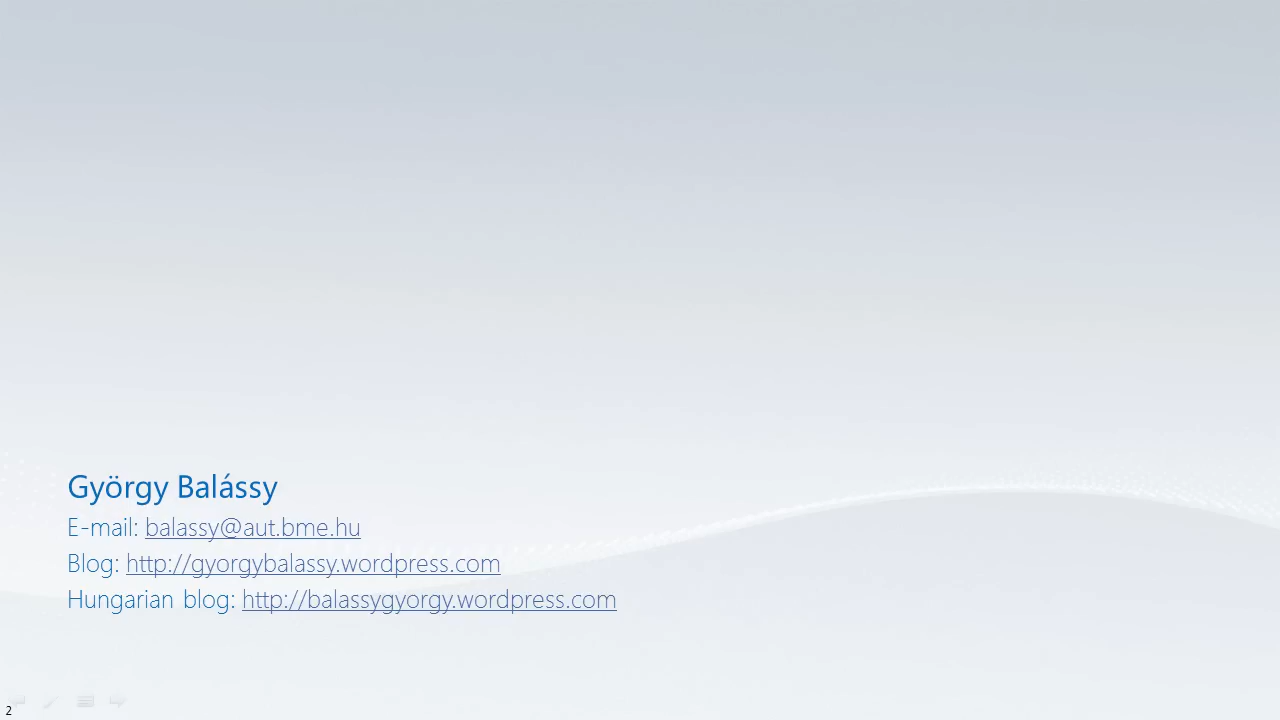 György Balássy
E-mail: balassy@aut.bme.hu
Blog: http://gyorgybalassy.wordpress.com
Hungarian blog: http://balassygyorgy.wordpress.com
2